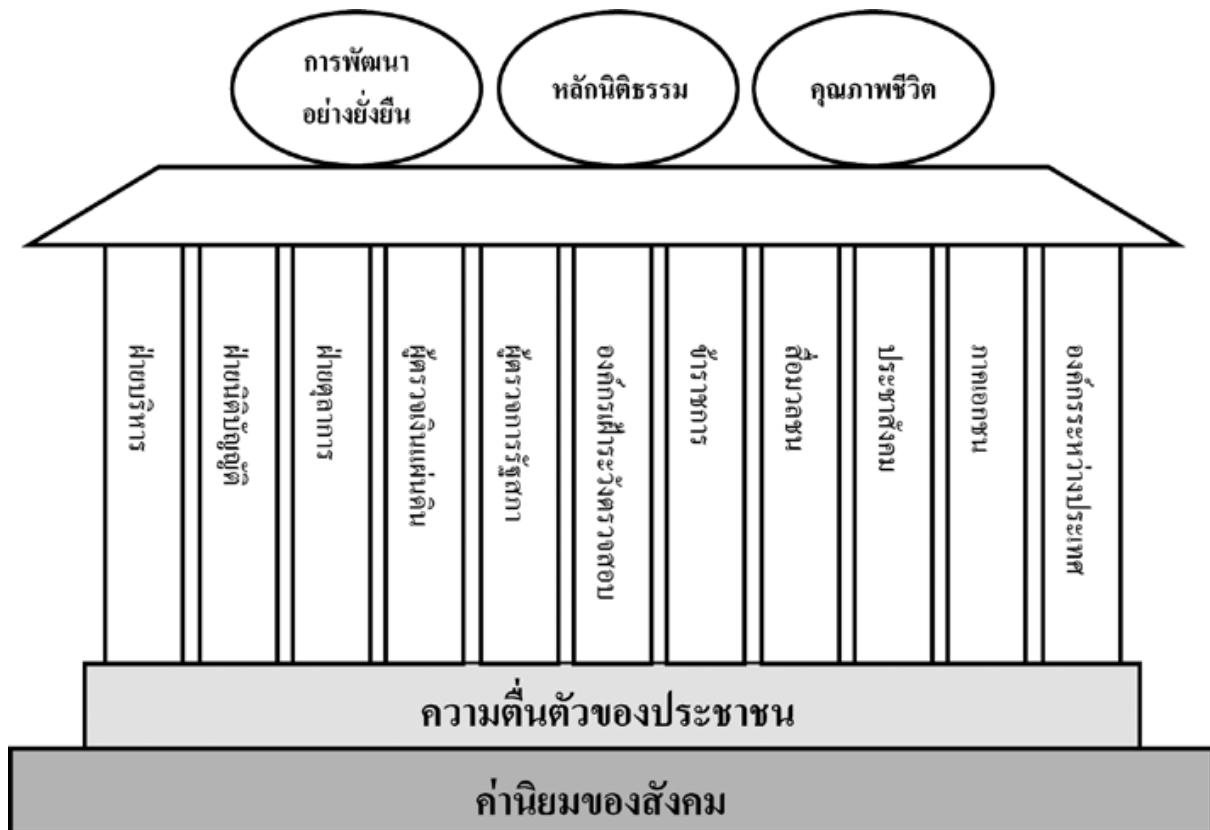 การพัฒนา
อย่างยั่งยืน
หลักนิติธรรม
คุณภาพชีวิต
ฝ่ายบริหาร
ฝ่ายนิติบัญญัติ
ฝ่ายตุลาการ
ผู้ตรวจเงินแผ่นดิน
ผู้ตรวจการรัฐสภา
องค์กรเฝ้าระวังตรวจสอบ
ข้าราชการ
สื่อมวลชน
ประชาสังคม
ภาคเอกชน
องค์กรระหว่างประเทศ
ความตื่นตัวของประชาชน
ค่านิยมของสังคม